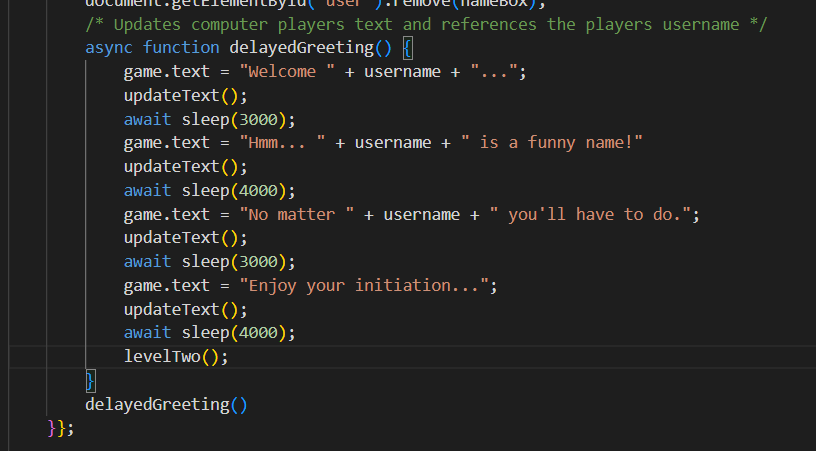 document.getElementById("user").remove(nameBox);
/* Updates computer players text and references the players username */
async function delayedGreeting() {
game.text = "Welcome " + username + "...";
updateText();
await sleep(3000);
game.text = "Hmm... " + username + " is a funny name!"
updateText();
await sleep(4000);
game.text = "No matter " + username + " you'll have to do.";
updateText();
await sleep(3000);
game.text = "Enjoy your initiation...";
updateText();
await sleep(4000);
levelTwo();
}
delayedGreeting()
}};